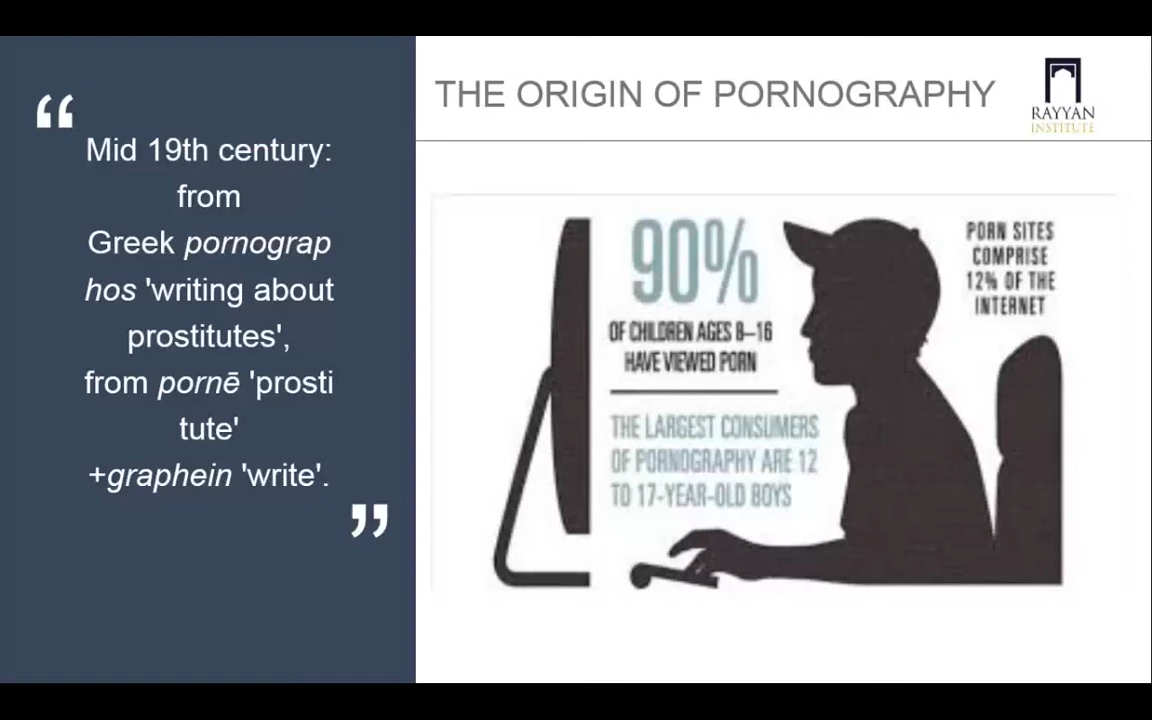 “
Mid 19th century:
from
Greek pornograp
hos 'writing about
prostitutes',
from pornē 'prosti
tute'
+graphein 'write'.
”
THE ORIGIN OF PORNOGRAPHY
RAYYAN
INSTITUTE
90%
OF CHILDREN AGES 8–16
HAVE VIEWED PORN
THE LARGEST CONSUMERS
OF PORNOGRAPHY ARE 12
TO 17-YEAR-OLD BOYS
PORN SITES
COMPRISE
12% OF THE
INTERNET